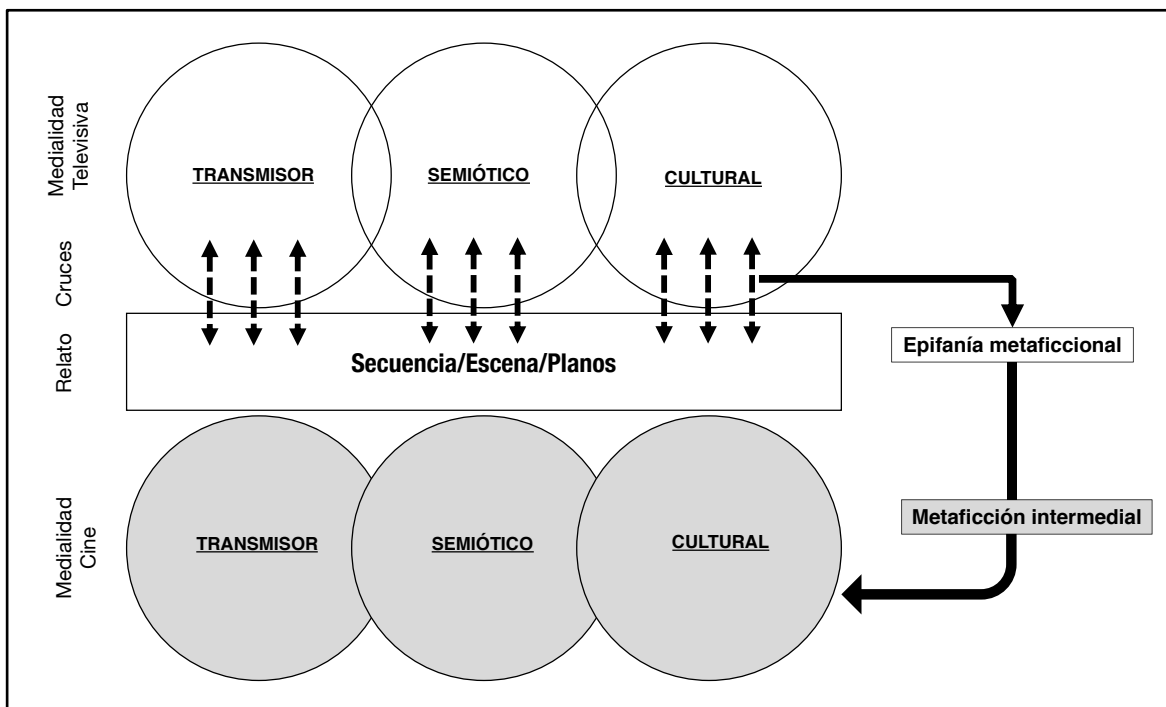 Medialidad
Televisiva
TRANSMISOR
SEMIÓTICO
CULTURAL
Cruces
Relato
Secuencia/Escena/Planos
Epifanía metaficcional
Metaficción intermedial
Medialidad
Cine
TRANSMISOR
SEMIÓTICO
CULTURAL